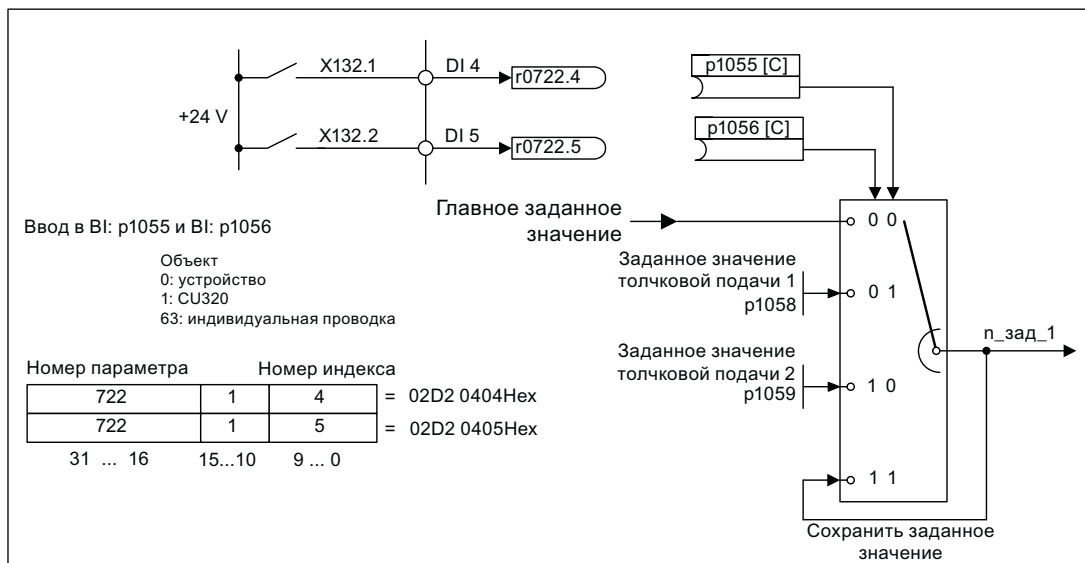 X132.1
DI 4
r0722.4
+24 V
X132.2
DI 5
r0722.5
p1055 [C]
p1056 [C]
Главное заданное
значение
0 0
Ввод в BI: p1055 и BI: p1056
Объект
0: устройство
1: CU320
63: индивидуальная проводка
Заданное значение
толчковой подачи 1
p1058
0 1
n_зад_1
Заданное значение
толчковой подачи 2
p1059
1 0
Номер параметра Номер индекса
722 1 4 = 02D2 0404Hex
722 1 5 = 02D2 0405Hex
31 ... 16 15...10 9 ... 0
1 1
Сохранить заданное
значение